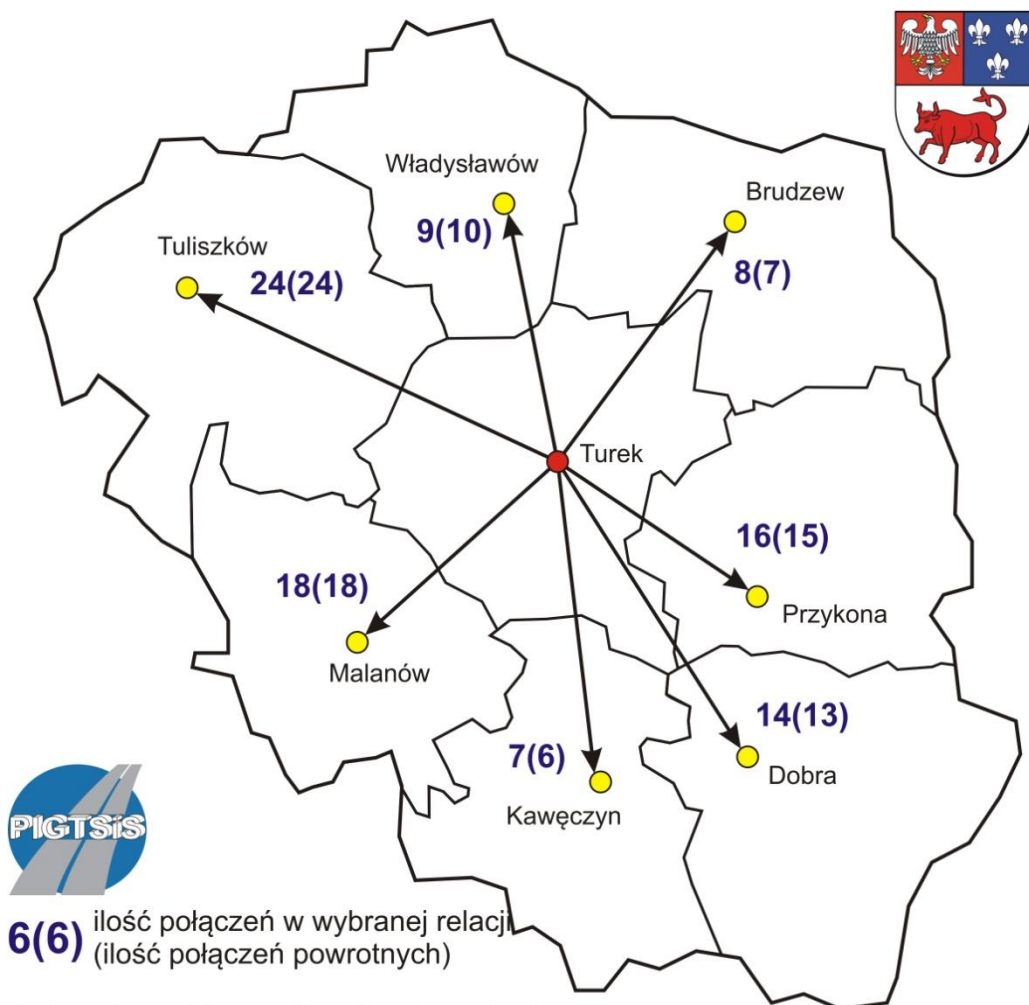 Władysławów
9(10)
Brudzew
8(7)
Tuliszków
24(24)
Turek
16(15)
Przykona
18(18)
Malanów
14(13)
Dobra
7(6)
Kawęczyn
PIGTSiS
6(6) ilość połączeń w wybranej relacji
(ilość połączeń powrotnych)